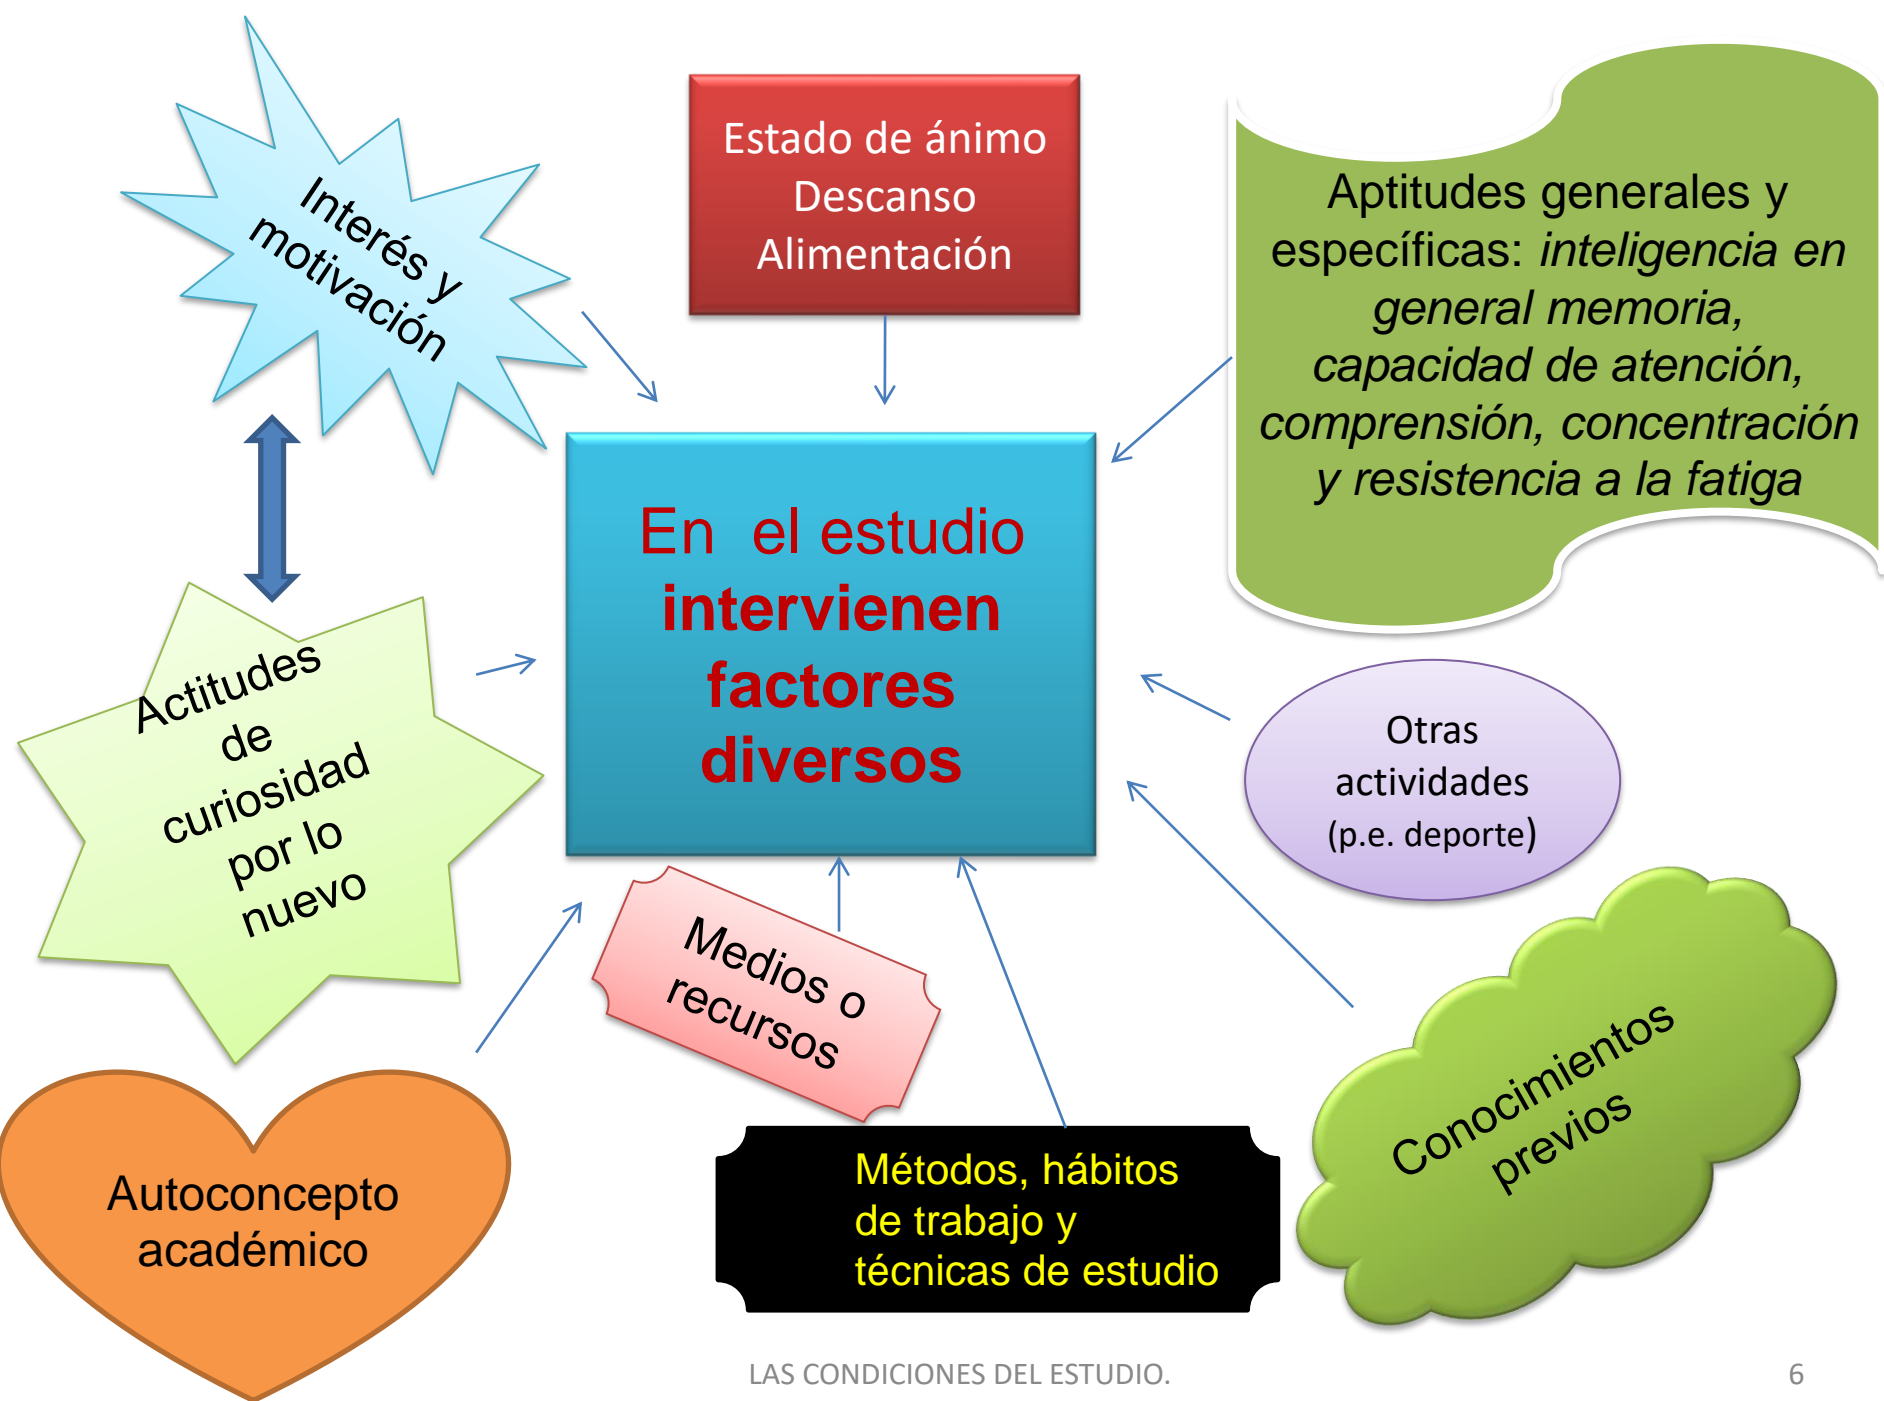 Interés y
motivación
Estado de ánimo
Descanso
Alimentación
Aptitudes generales y
específicas: inteligencia en
general memoria,
capacidad de atención,
comprensión, concentración
y resistencia a la fatiga
En  el estudio
intervienen
factores
diversos
Actitudes
de
curiosidad
por lo
nuevo
Otras
actividades
(p.e. deporte)
Medios o
recursos
Conocimientos
previos
Autoconcepto
académico
Métodos, hábitos
de trabajo y
técnicas de estudio
LAS CONDICIONES DEL ESTUDIO.
6